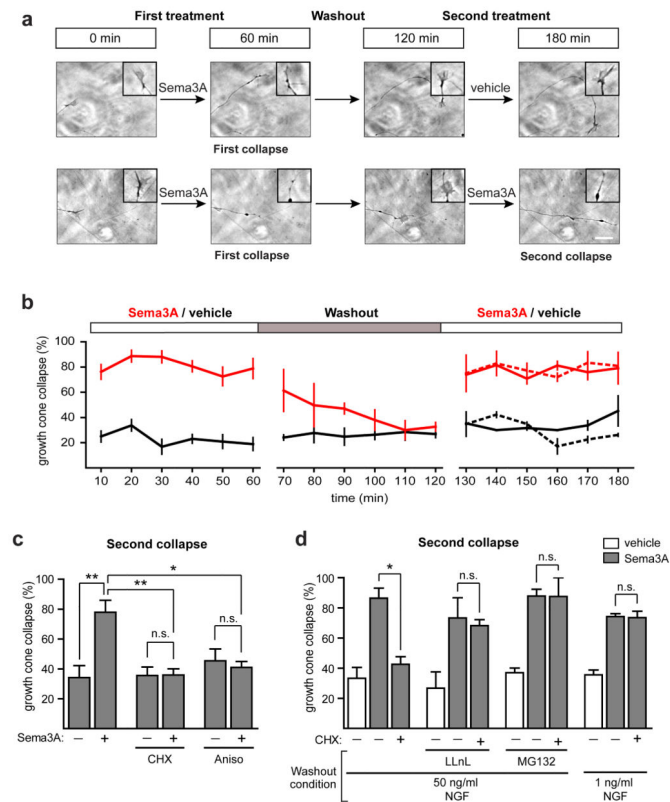 a
First treatment Washout Second treatment
0 min 60 min 120 min 180 min
Sema3A vehicle
First collapse
Sema3A Sema3A
First collapse Second collapse
b
Sema3A / vehicle Washout Sema3A / vehicle
growth cone collapse (%)
100
80
60
40
20
10 20 30 40 50 60 70 80 90 100 110 120 130 140 150 160 170 180
time (min)
c
Second collapse
growth cone collapse (%)
100
80
60
40
20
** ** * n.s. n.s.
Sema3A: – + – + – +
CHX Aniso
d
Second collapse
vehicle
Sema3A
growth cone collapse (%)
100
80
60
40
20
* n.s. n.s. n.s.
CHX: – – + – – + – – + – – +
LLnL MG132
Washout condition
50 ng/ml NGF
1 ng/ml NGF